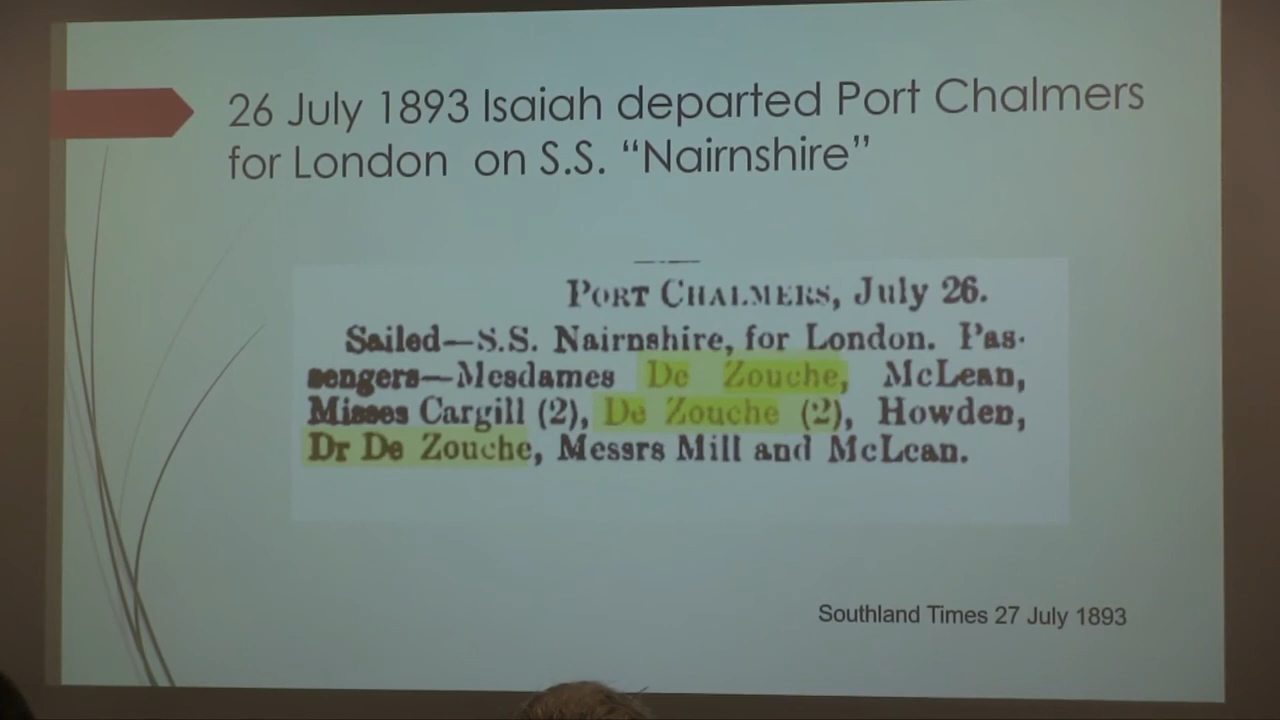 26 July 1893 Isaiah departed Port Chalmers
for London on S.S. “Nairnshire”
PORT CHALMERS, July 26.
Sailed—S.S. Nairnshire, for London. Pas-
sengers—Mesdames De Zouche, McLean,
Misses Cargill (2), De Zouche (2), Howden,
Dr De Zouche, Messrs Mill and McLean.
Southland Times 27 July 1893